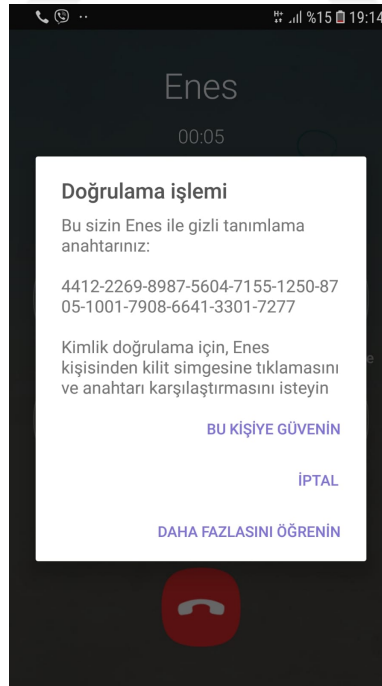 H+ %15 19:14
Enes
00:05
Doğrulama işlemi
Bu sizin Enes ile gizli tanımlama
anahtarınız:
4412-2269-8987-5604-7155-1250-87
05-1001-7908-6641-3301-7277
Kimlik doğrulama için, Enes
kişisinden kilit simgesine tıklamasını
ve anahtarı karşılaştırmasını isteyin
BU KİŞİYE GÜVENİN
İPTAL
DAHA FAZLASINI ÖĞRENİN